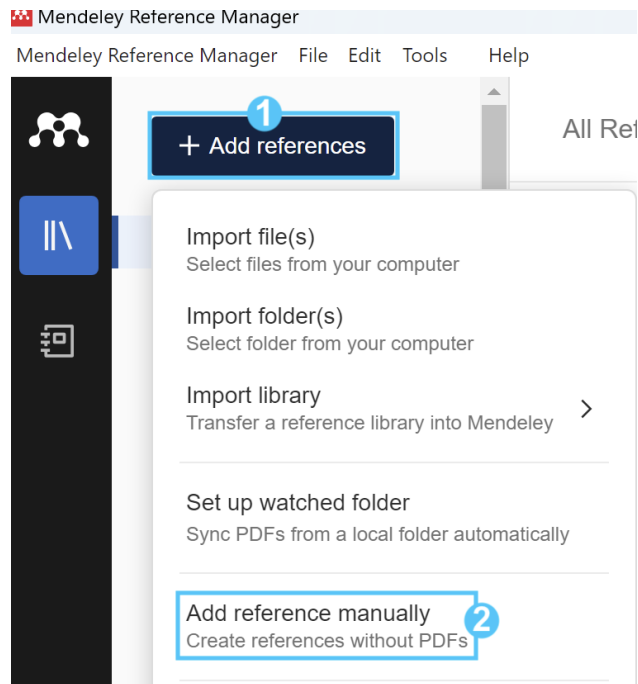 Mendeley Reference Manager
Mendeley Reference Manager File Edit Tools Help
1
+ Add references
All Ref
Import file(s)
Select files from your computer
Import folder(s)
Select folder from your computer
Import library
Transfer a reference library into Mendeley
Set up watched folder
Sync PDFs from a local folder automatically
Add reference manually
2
Create references without PDFs